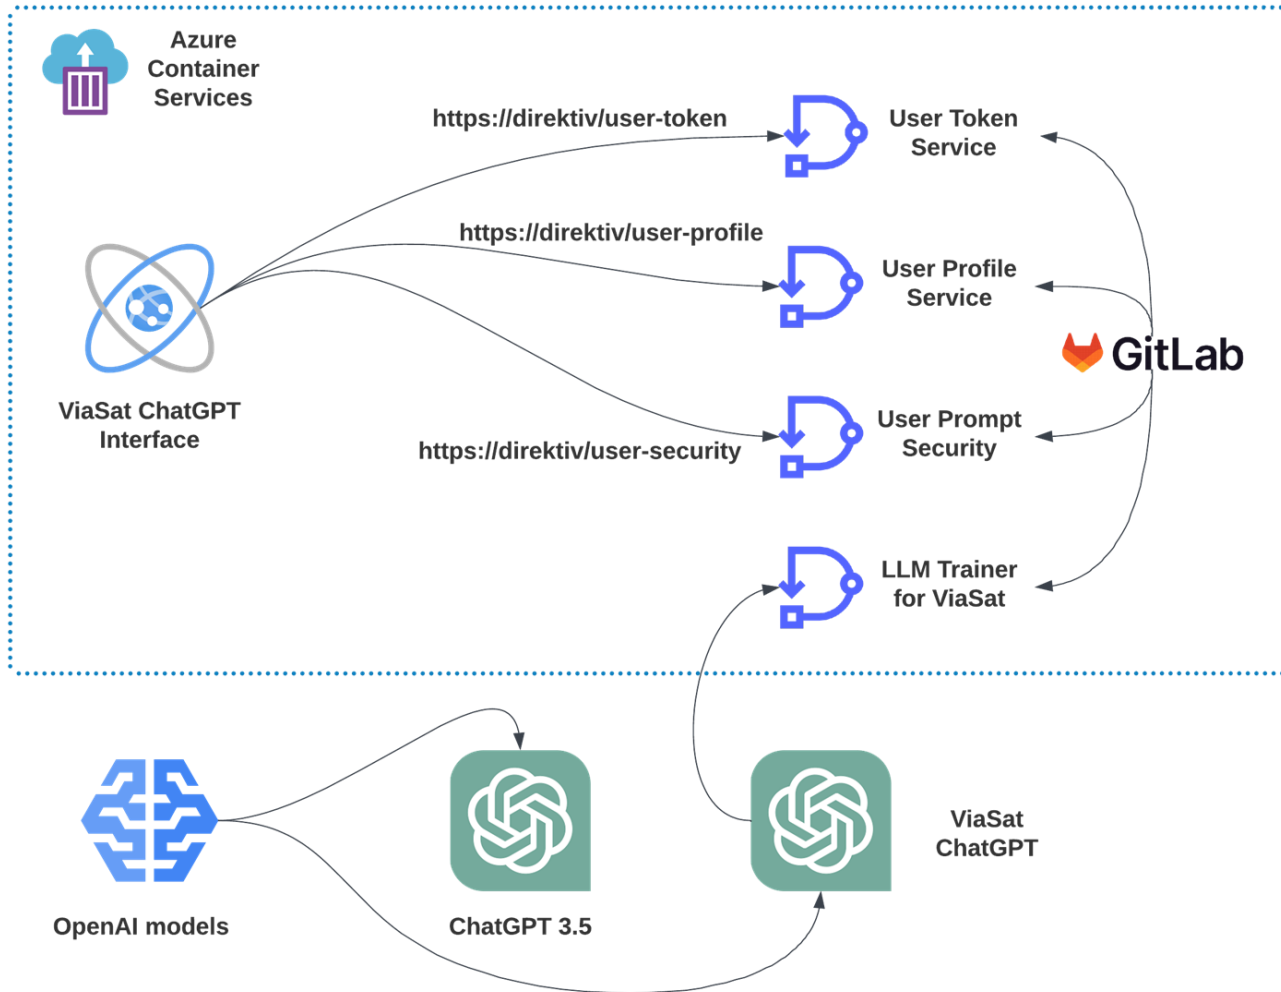 Azure
Container
Services
https://direktiv/user-token
User Token
Service
https://direktiv/user-profile
User Profile
Service
GitLab
ViaSat ChatGPT
Interface
https://direktiv/user-security
User Prompt
Security
LLM Trainer
for ViaSat
OpenAI models
ChatGPT 3.5
ViaSat
ChatGPT